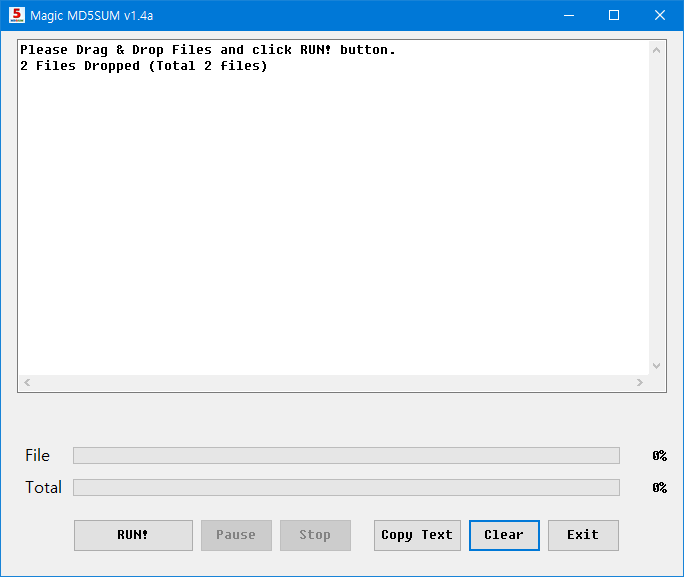 5
Magic MD5SUM v1.4a
Please Drag & Drop Files and click RUN! button.
2 Files Dropped (Total 2 files)
File 0%
Total 0%
RUN! Pause Stop Copy Text Clear Exit